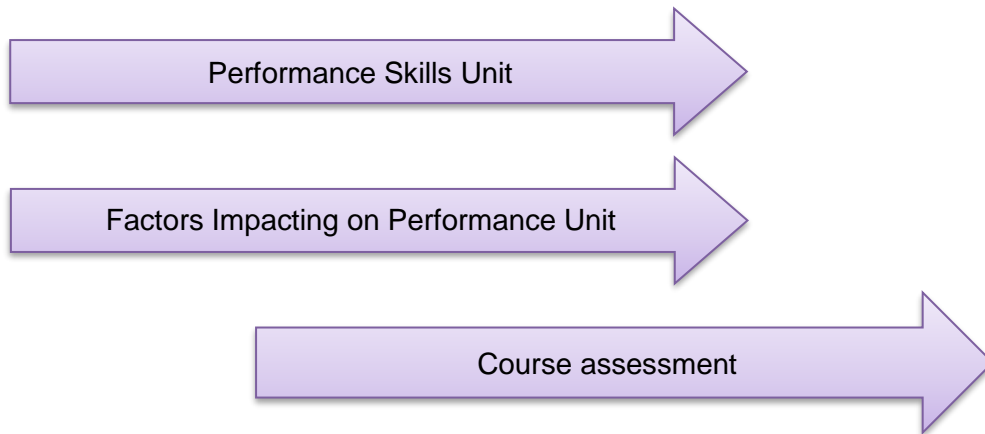 Performance Skills Unit
Factors Impacting on Performance Unit
Course assessment